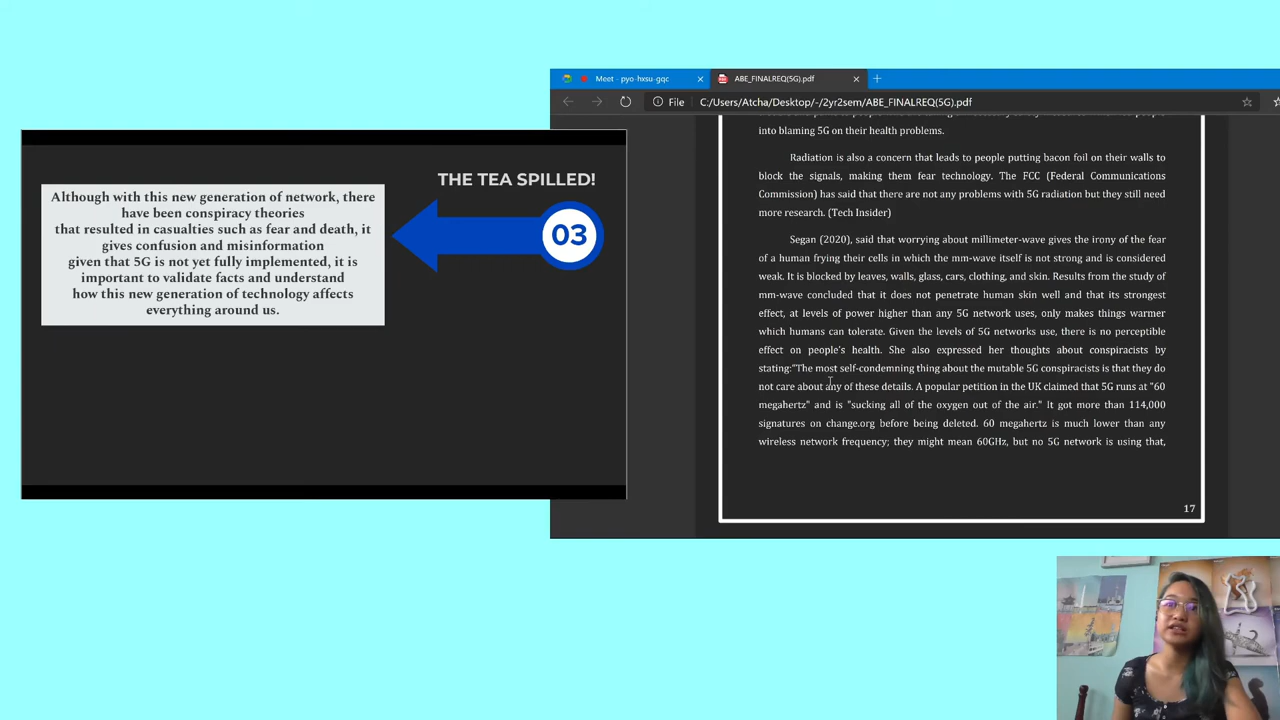 THE TEA SPILLED!
03
Although with this new generation of network, there
have been conspiracy theories
that resulted in casualties such as fear and death, it
gives confusion and misinformation
given that 5G is not yet fully implemented, it is
important to validate facts and understand
how this new generation of technology affects
everything around us.
Meet - pyo-hxsu-gqc
ABE_FINALREQ(5G).pdf
File
C:/Users/Atcha/Desktop/-/2yr2sem/ABE_FINALREQ(5G).pdf
into blaming 5G on their health problems.
Radiation is also a concern that leads to people putting bacon foil on their walls to
block the signals, making them fear technology. The FCC (Federal Communications
Commission) has said that there are not any problems with 5G radiation but they still need
more research. (Tech Insider)
Segan (2020), said that worrying about millimeter-wave gives the irony of the fear
of a human frying their cells in which the mm-wave itself is not strong and is considered
weak. It is blocked by leaves, walls, glass, cars, clothing, and skin. Results from the study of
mm-wave concluded that it does not penetrate human skin well and that its strongest
effect, at levels of power higher than any 5G network uses, only makes things warmer
which humans can tolerate. Given the levels of 5G networks use, there is no perceptible
effect on people's health. She also expressed her thoughts about conspiracists by
stating:"The most self-condemning thing about the mutable 5G conspiracists is that they do
not care about any of these details. A popular petition in the UK claimed that 5G runs at "60
megahertz" and is "sucking all of the oxygen out of the air." It got more than 114,000
signatures on change.org before being deleted. 60 megahertz is much lower than any
wireless network frequency; they might mean 60GHz, but no 5G network is using that,
17